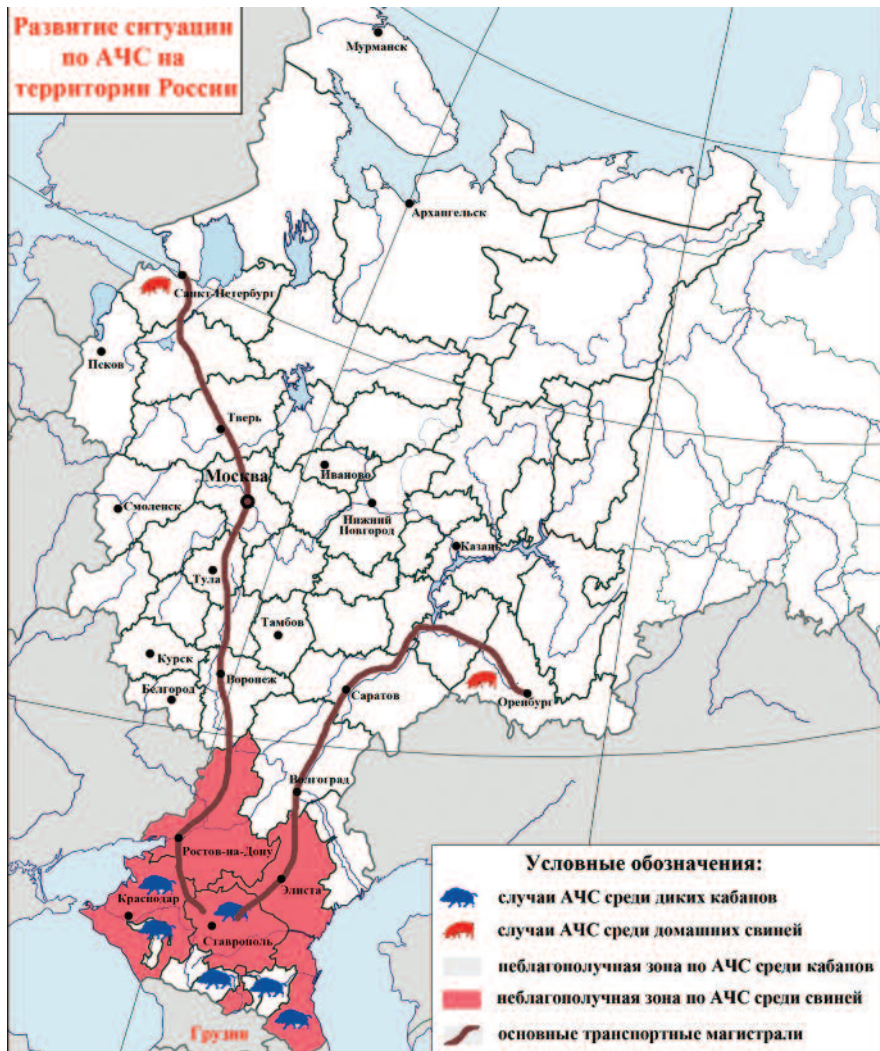 Развитие ситуации
по АЧС на
территории России
Мурманск
Архангельск
Санкт-Петербург
Псков
Тверь
Москва
Иваново
Смоленск
Нижний
Новгород
Казань
Тула
Тамбов
Курск
Воронеж
Белгород
Саратов
Оренбург
Волгоград
Ростов-на-Дону
Элиста
Краснодар
Ставрополь
Грузия
Условные обозначения:
случаи АЧС среди диких кабанов
случаи АЧС среди домашних свиней
неблагополучная зона по АЧС среди кабанов
неблагополучная зона по АЧС среди свиней
основные транспортные магистрали